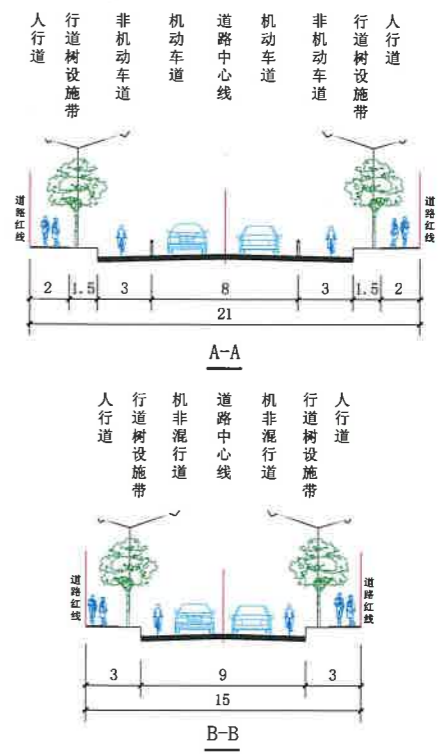 人行道
行道树设施带
非机动车道
机动车道
道路中心线
机动车道
非机动车道
行道树设施带
人行道
道路红线
道路红线
2 1.5 3 8 3 1.5 2
21
A-A
人行道
行道树设施带
机非混行道
道路中心线
机非混行道
行道树设施带
人行道
道路红线
道路红线
3 9 3
15
B-B